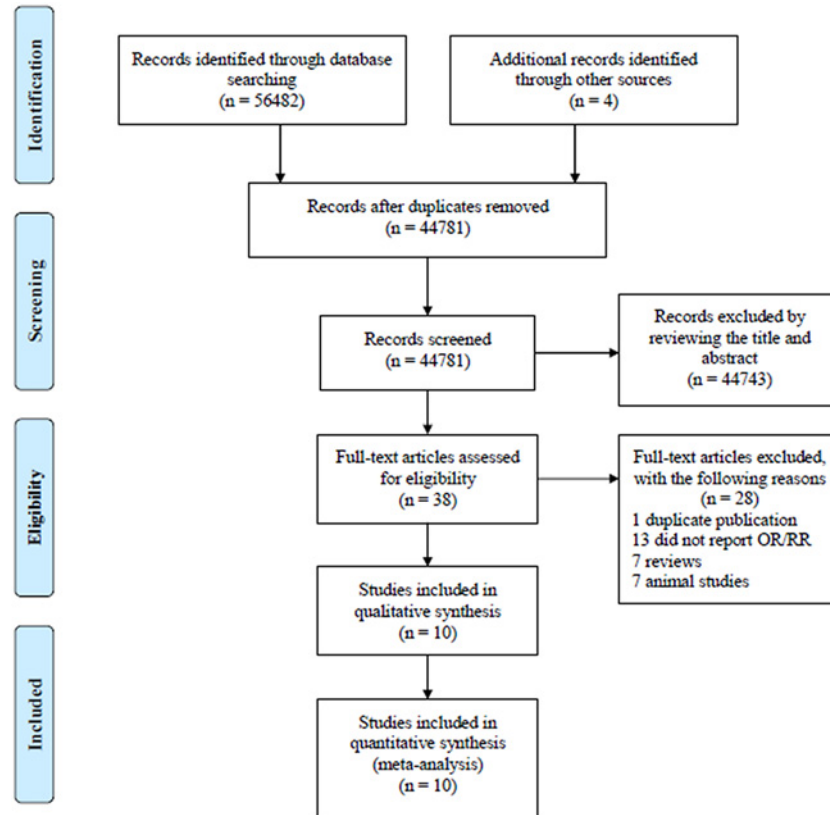 Identification
Records identified through database
searching
(n = 56482)
Additional records identified
through other sources
(n = 4)
Records after duplicates removed
(n = 44781)
Screening
Records screened
(n = 44781)
Records excluded by
reviewing the title and
abstract
(n = 44743)
Eligibility
Full-text articles assessed
for eligibility
(n = 38)
Full-text articles excluded,
with the following reasons
(n = 28)
1 duplicate publication
13 did not report OR/RR
7 reviews
7 animal studies
Studies included in
qualitative synthesis
(n = 10)
Included
Studies included in
quantitative synthesis
(meta-analysis)
(n = 10)